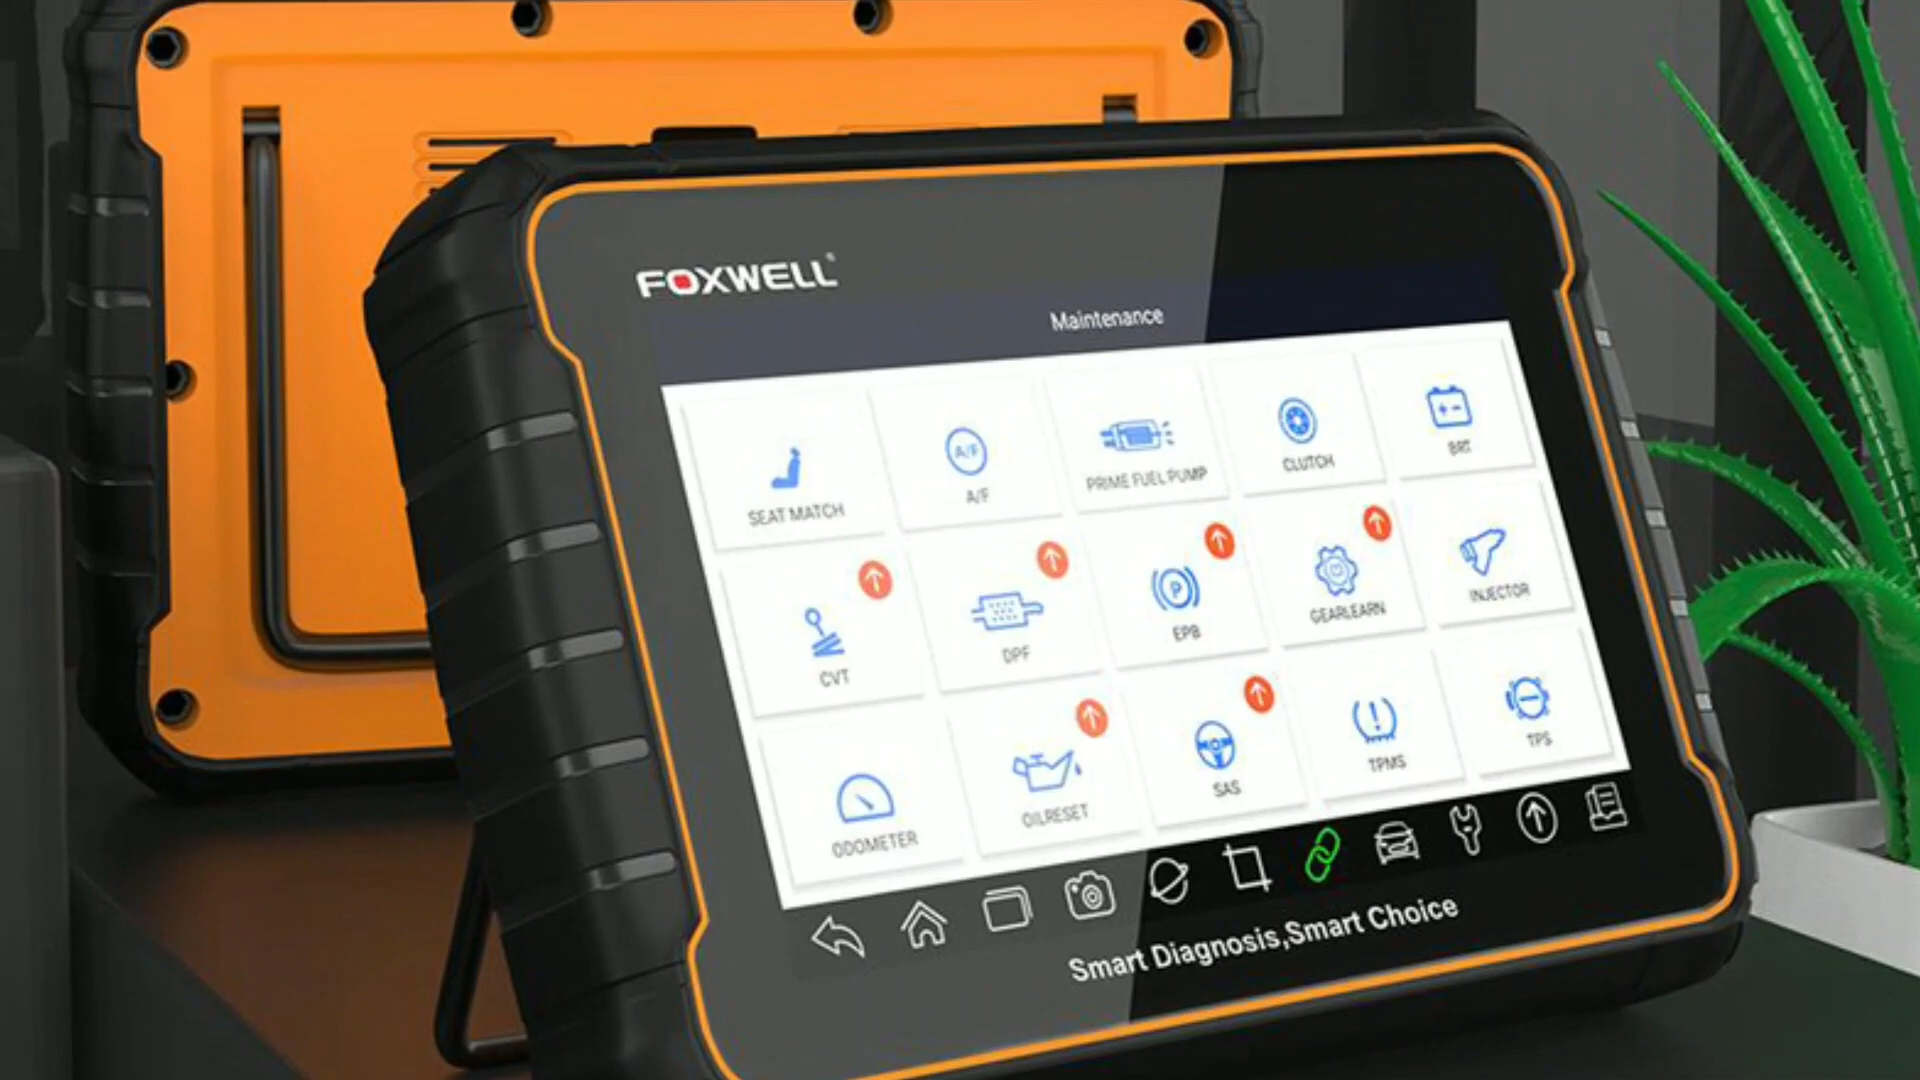 FOXWELL®
Maintenance
SEAT MATCH
A/F
A/F
PRIME FUEL PUMP
CLUTCH
BRT
CVT
DPF
P
EPB
GEARLEARN
INJECTOR
ODOMETER
OILRESET
SAS
TPMS
TPS
Smart Diagnosis,Smart Choice